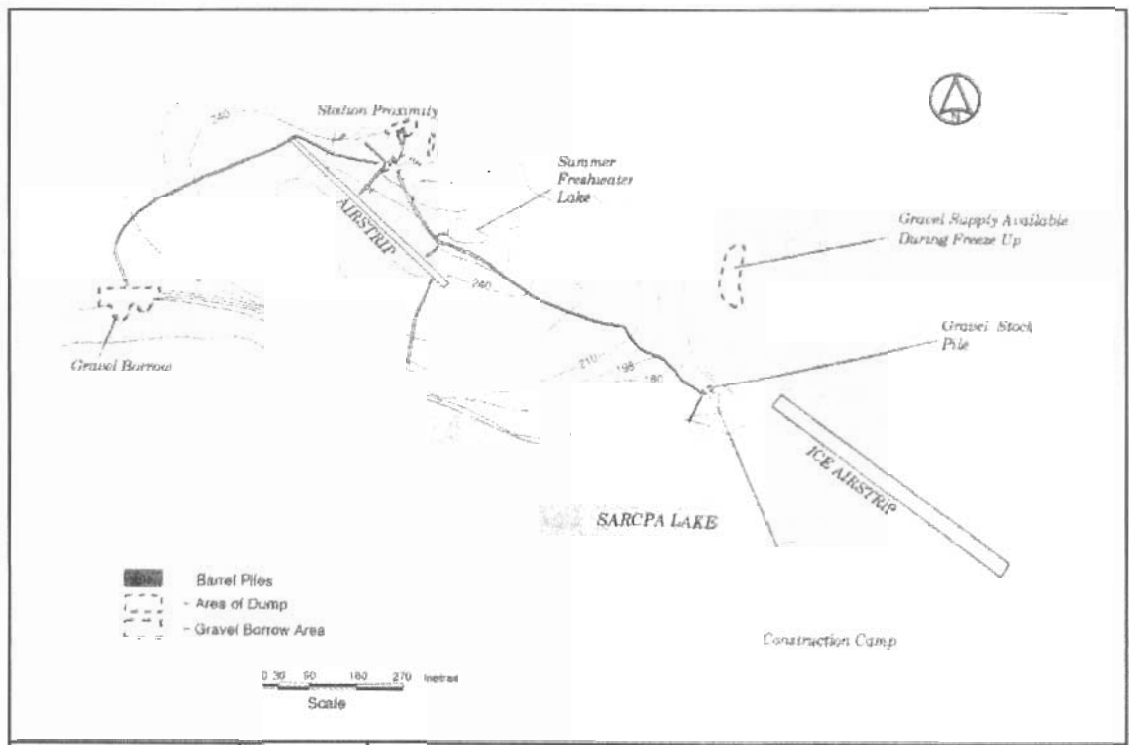 Station Proximity
240
Summer
Freshwater
Lake
N
Gravel Supply Available
During Freeze Up
AIRSTRIP
240
Gravel Borrow
Gravel Stock
Pile
210
198
180
ICE AIRSTRIP
SARCPA LAKE
Barrel Piles
- Area of Dump
- Gravel Borrow Area
Construction Camp
0 30 90 180 270 metres
Scale